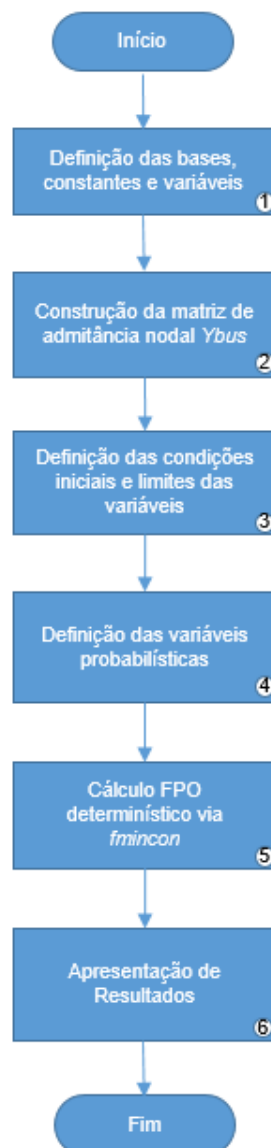 Início
Definição das bases,
constantes e variáveis
1
Construção da matriz de
admitância nodal Ybus
2
Definição das condições
iniciais e limites das
variáveis
3
Definição das variáveis
probabilísticas
4
Cálculo FPO
determinístico via
fmincon
5
Apresentação de
Resultados
6
Fim